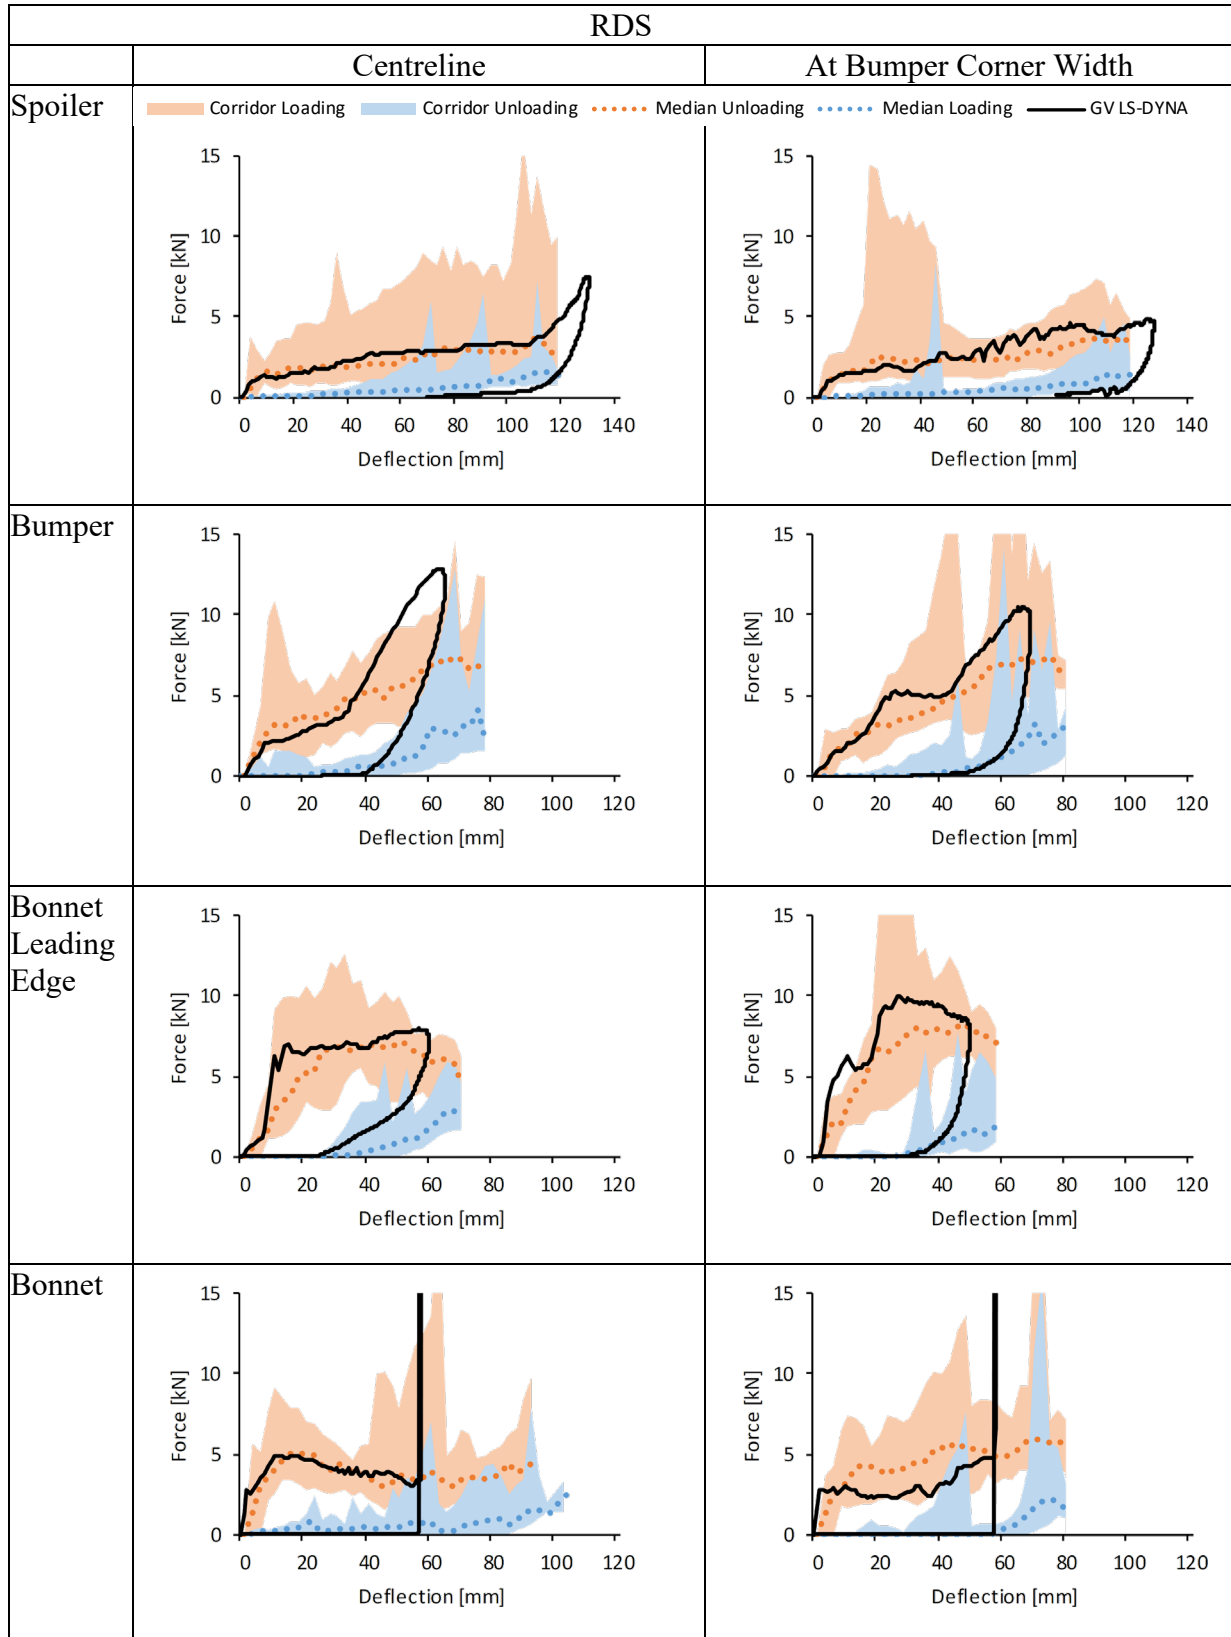 RDS
Centreline At Bumper Corner Width
Spoiler
Corridor Loading Corridor Unloading Median Unloading Median Loading GV LS-DYNA
15
10
5
0
Force [kN]
0 20 40 60 80 100 120 140
Deflection [mm]
15
10
5
0
Force [kN]
0 20 40 60 80 100 120 140
Deflection [mm]
Bumper
15
10
5
0
Force [kN]
0 20 40 60 80 100 120
Deflection [mm]
15
10
5
0
Force [kN]
0 20 40 60 80 100 120
Deflection [mm]
Bonnet
Leading
Edge
15
10
5
0
Force [kN]
0 20 40 60 80 100 120
Deflection [mm]
15
10
5
0
Force [kN]
0 20 40 60 80 100 120
Deflection [mm]
Bonnet
15
10
5
0
Force [kN]
0 20 40 60 80 100 120
Deflection [mm]
15
10
5
0
Force [kN]
0 20 40 60 80 100 120
Deflection [mm]